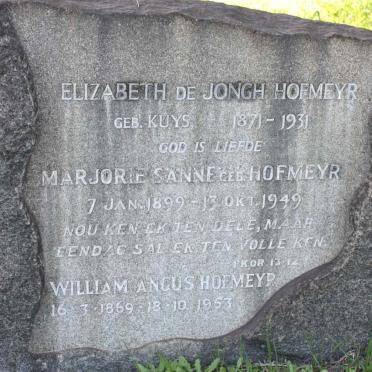 ELIZABETH DE JONGH HOFMEYR
GEB. KUYS 1871 - 1931
GOD IS LIEFDE
MARJORIE SANNE GEB. HOFMEYR
7 JAN. 1899 - 13 OKT. 1949
NOU KEN EK TEN DELE, MAAR
EENDAG SAL EK TEN VOLLE KEN.
1 KOR 13-12
WILLIAM ANGUS HOFMEYR
16·3·1869 - 18·10·1953